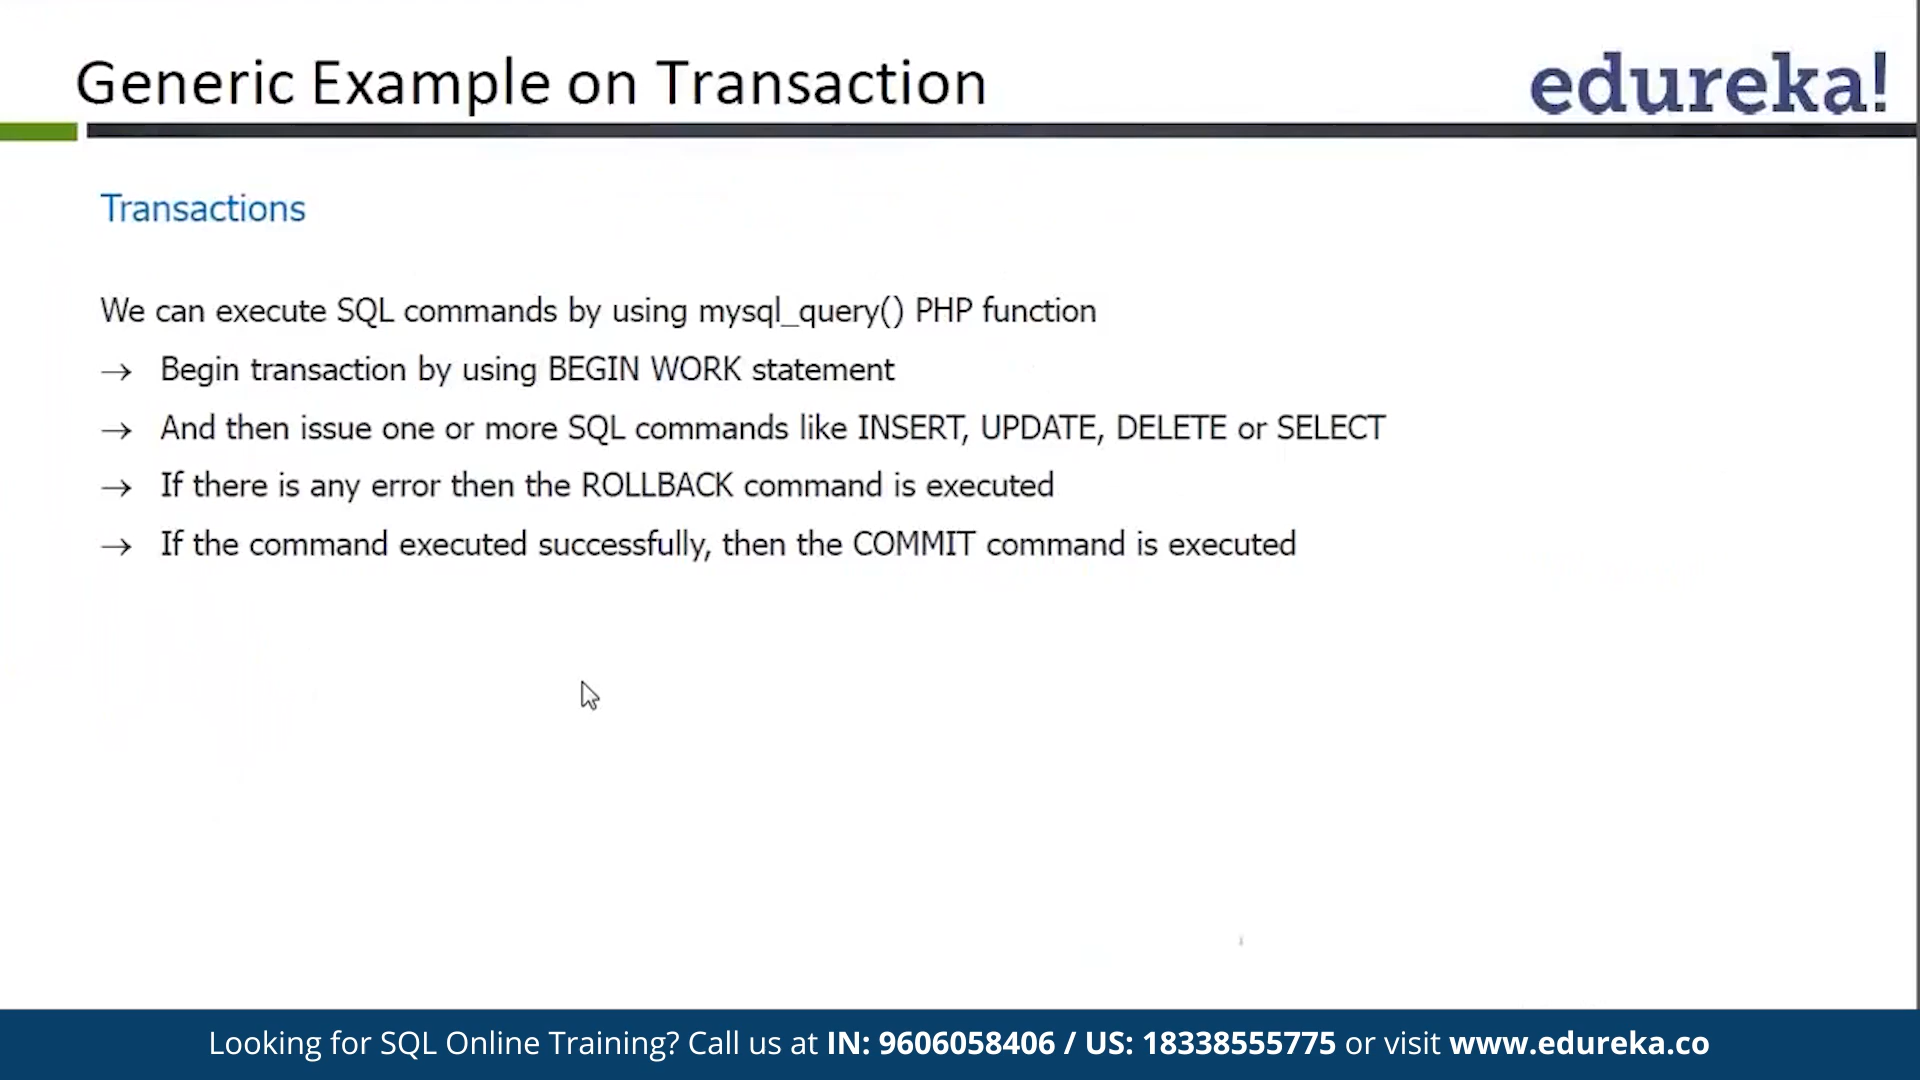 Generic Example on Transaction
edureka!
Transactions
We can execute SQL commands by using mysql_query() PHP function
→ Begin transaction by using BEGIN WORK statement
→ And then issue one or more SQL commands like INSERT, UPDATE, DELETE or SELECT
→ If there is any error then the ROLLBACK command is executed
→ If the command executed successfully, then the COMMIT command is executed
Looking for SQL Online Training? Call us at IN: 9606058406 / US: 18338555775 or visit www.edureka.co